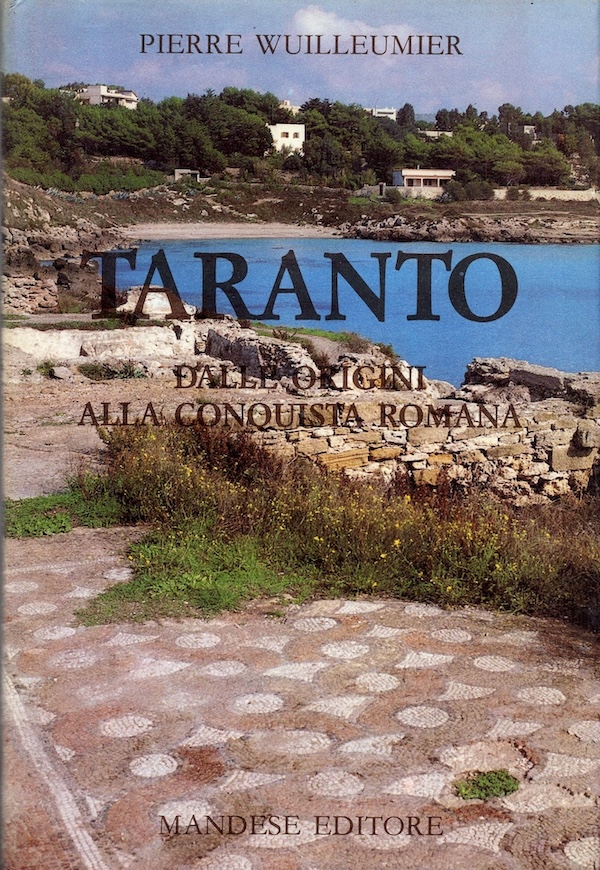 PIERRE WUILLEUMIER
TARANTO
DALLE ORIGINI
ALLA CONQUISTA ROMANA
MANDESE EDITORE